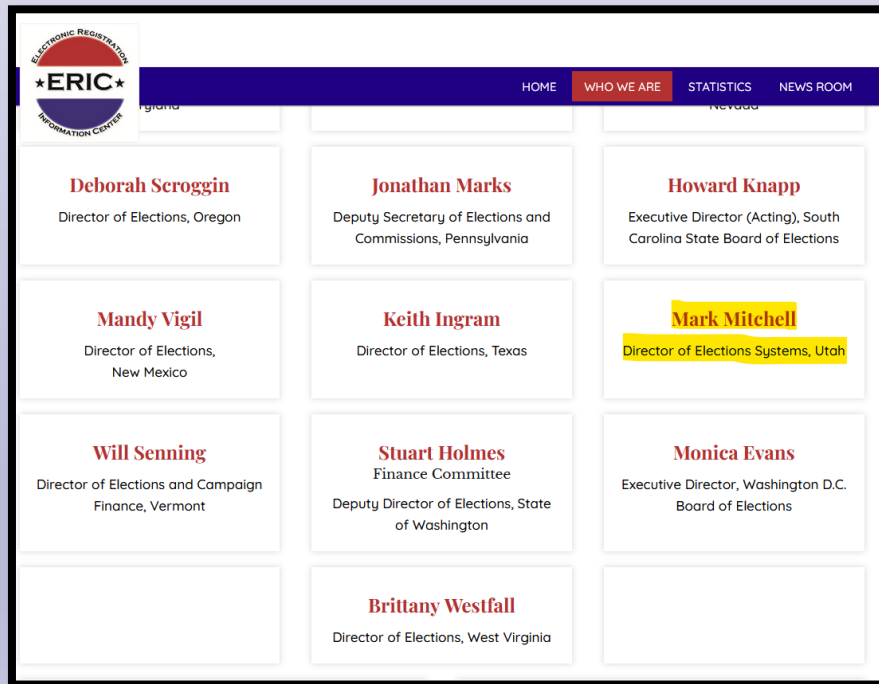 ELECTRONIC REGISTRATION
★ERIC★
INFORMATION CENTER
HOME WHO WE ARE STATISTICS NEWS ROOM
Nevada
Deborah Scroggin
Director of Elections, Oregon
Jonathan Marks
Deputy Secretary of Elections and
Commissions, Pennsylvania
Howard Knapp
Executive Director (Acting), South
Carolina State Board of Elections
Mandy Vigil
Director of Elections,
New Mexico
Keith Ingram
Director of Elections, Texas
Mark Mitchell
Director of Elections Systems, Utah
Will Senning
Director of Elections and Campaign
Finance, Vermont
Stuart Holmes
Finance Committee
Deputy Director of Elections, State
of Washington
Monica Evans
Executive Director, Washington D.C.
Board of Elections
Brittany Westfall
Director of Elections, West Virginia